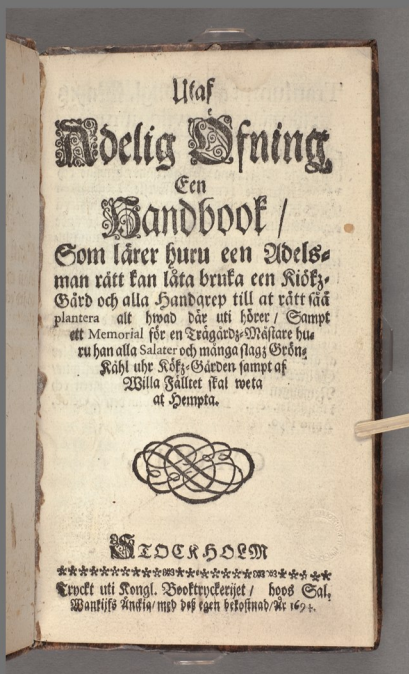 Utaf
Adelig Öfning
Een
Handbook /
Som lärer huru een Adels=
man rätt kan låta bruka een Kiökz-
Gård och alla Handgrep till at rätt såå
plantera alt hwad där uti hörer / Sampt
ett Memorial för en Trägårdz-Mästare hu-
ru han alla Salater och många slagz Grön-
Kåhl uhr Kökz-Gården sampt af
Willa Fälltet skal weta
at Hempta.
STOCKHOLM
Tryckt uti Kongl. Booktryckerijet / hoos Sal.
Wankijfs Änckia / med deß egen bekostnad / Åhr 1694.